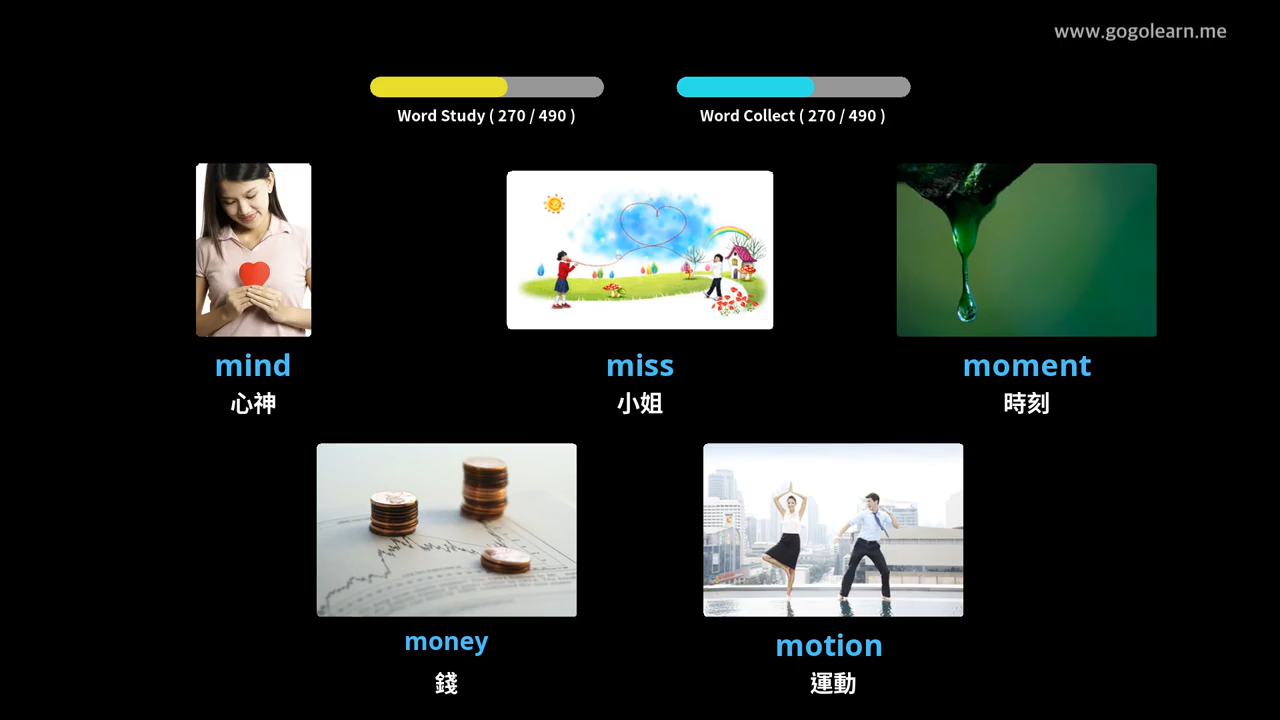 www.gogolearn.me
Word Study ( 270 / 490 )
Word Collect ( 270 / 490 )
mind
心神
miss
小姐
moment
時刻
money
錢
motion
運動